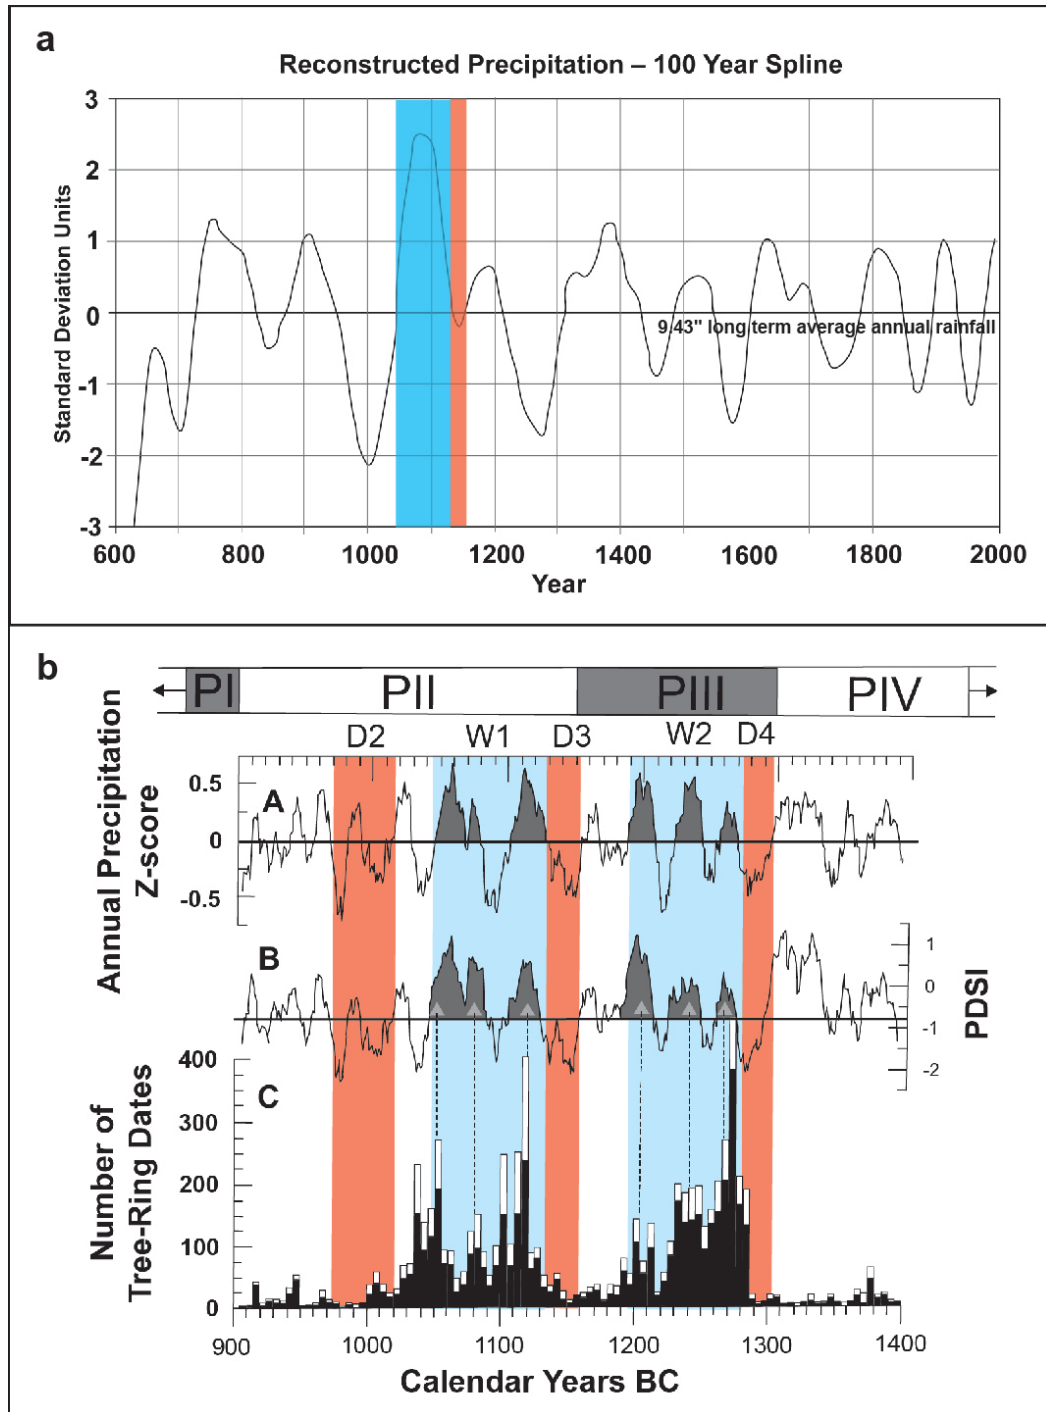 a
Reconstructed Precipitation – 100 Year Spline
Standard Deviation Units
3
2
1
0
-1
-2
-3
9.43" long term average annual rainfall
600 800 1000 1200 1400 1600 1800 2000
Year
b
PI PII PIII PIV
D2 W1 D3 W2 D4
Annual Precipitation
Z-score
0.5
0
-0.5
A
B
PDSI
1
0
-1
-2
Number of
Tree-Ring Dates
400
300
200
100
0
C
900 1000 1100 1200 1300 1400
Calendar Years BC